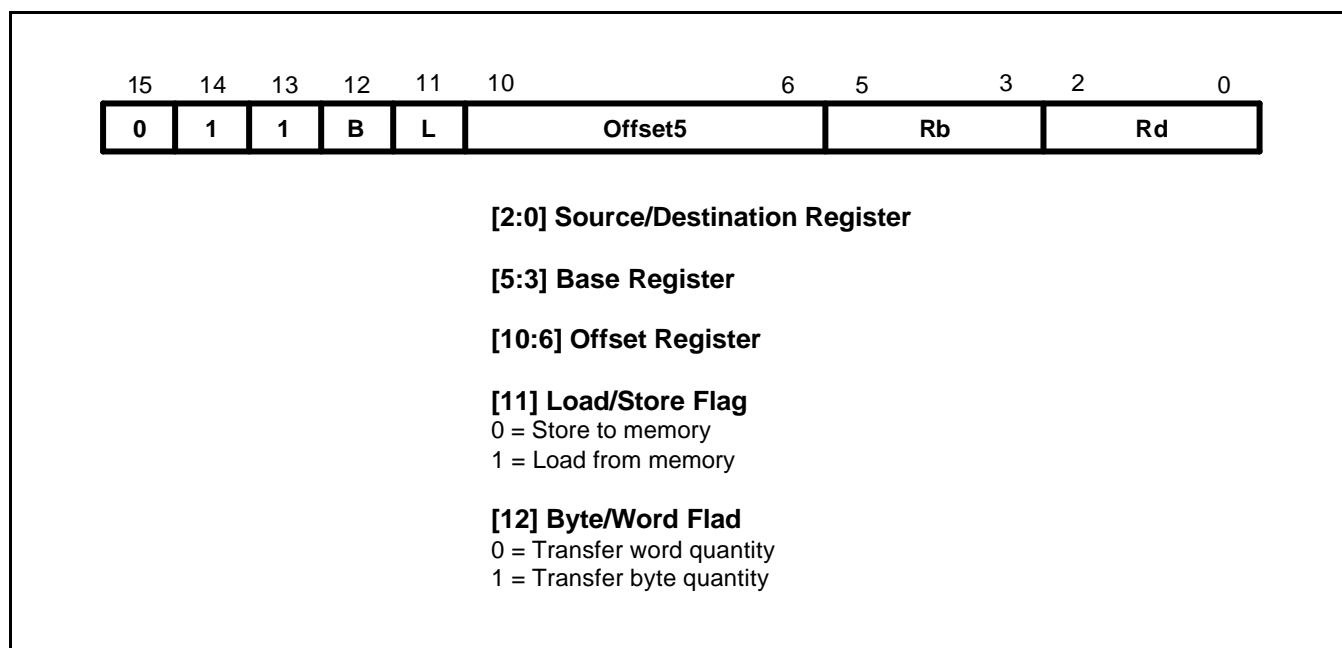 15 14 13 12 11 10 6 5 3 2 0
0 1 1 B L Offset5 Rb Rd
[2:0] Source/Destination Register
[5:3] Base Register
[10:6] Offset Register
[11] Load/Store Flag
0 = Store to memory
1 = Load from memory
[12] Byte/Word Flad
0 = Transfer word quantity
1 = Transfer byte quantity